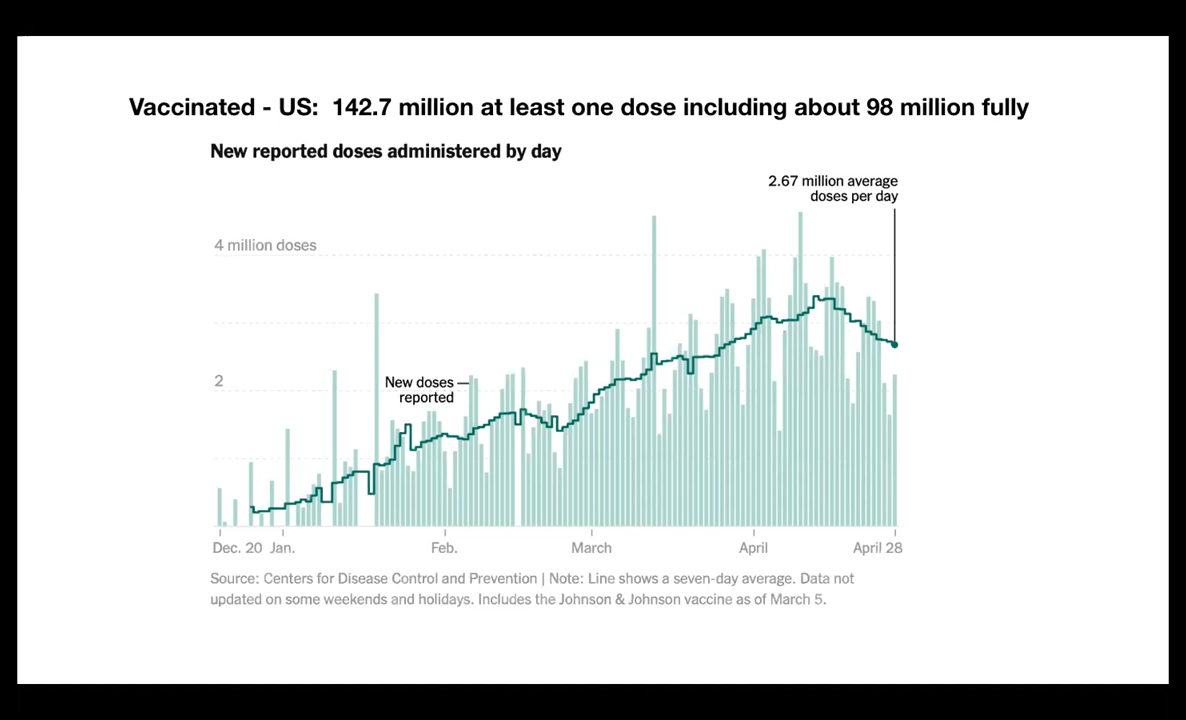 Vaccinated - US:  142.7 million at least one dose including about 98 million fully
New reported doses administered by day
2.67 million average
doses per day
4 million doses
2
New doses
reported
Dec. 20 Jan. Feb. March April April 28
Source: Centers for Disease Control and Prevention | Note: Line shows a seven-day average. Data not
updated on some weekends and holidays. Includes the Johnson & Johnson vaccine as of March 5.